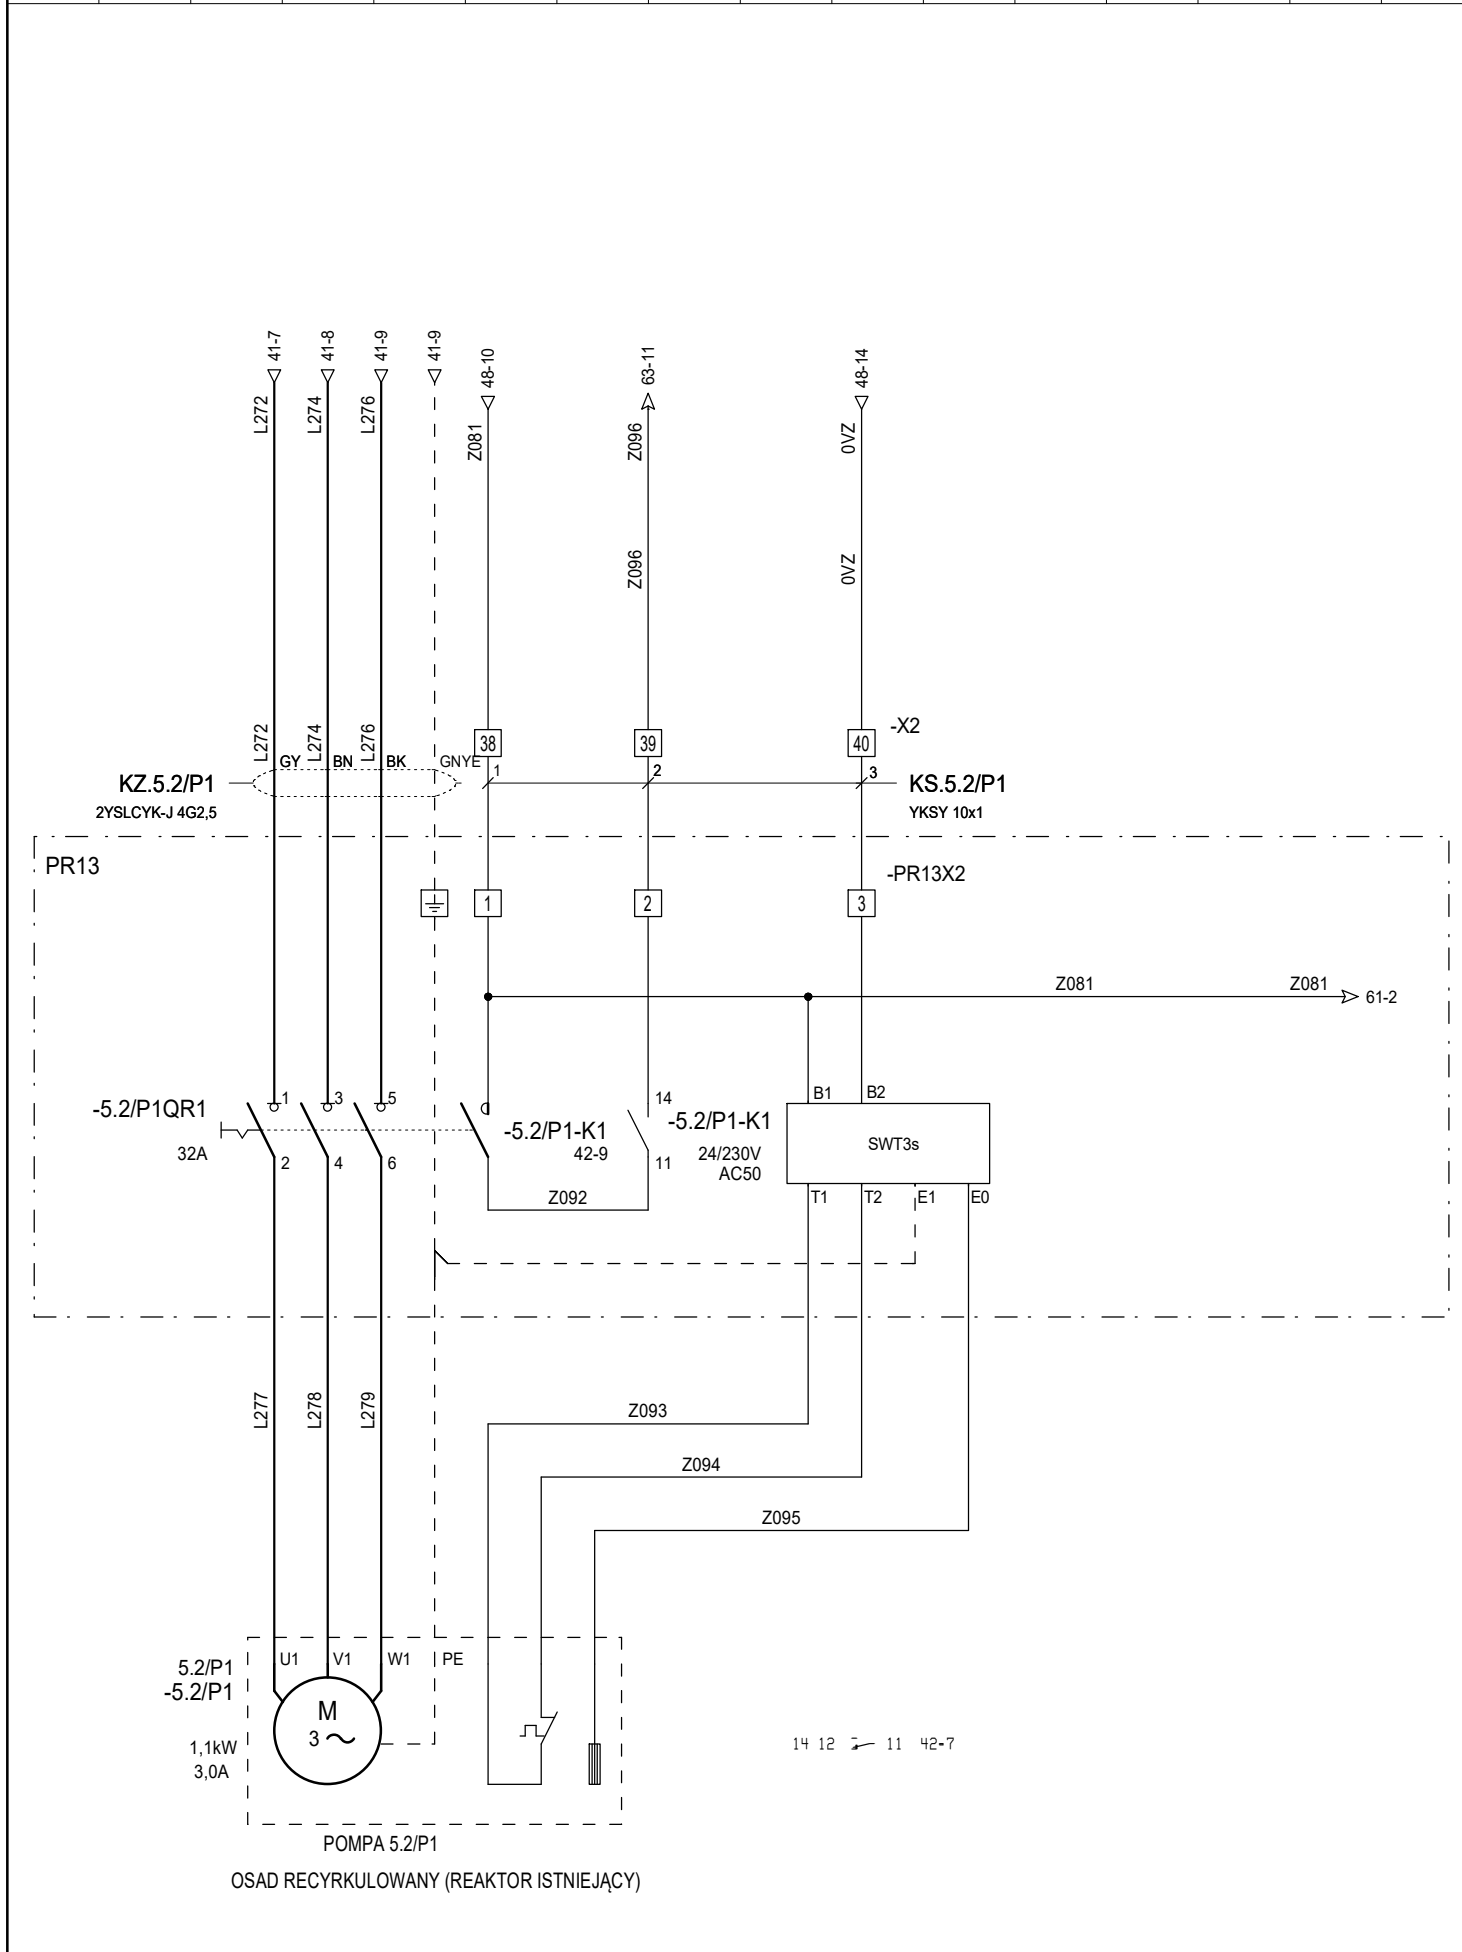 41-7
41-8
41-9
41-9
48-10
63-11
48-14
L272
L274
L276
Z081
Z096
0VZ
Z096
0VZ
L272
L274
L276
38
39
40
-X2
GY
BN
BK
GNYE
1
2
3
KZ.5.2/P1
KS.5.2/P1
2YSLCYK-J 4G2,5
YKSY 10x1
PR13
-PR13X2
1
2
3
Z081
Z081
61-2
-5.2/P1QR1
1
3
5
14
B1
B2
-5.2/P1-K1
-5.2/P1-K1
32A
2
4
6
42-9
11
24/230V
AC50
SWT3s
Z092
T1
T2
E1
E0
L277
L278
L279
Z093
Z094
Z095
5.2/P1
-5.2/P1
U1
V1
W1
PE
M
3
1,1kW
3,0A
14 12 11 42-7
POMPA 5.2/P1
OSAD RECYRKULOWANY (REAKTOR ISTNIEJĄCY)